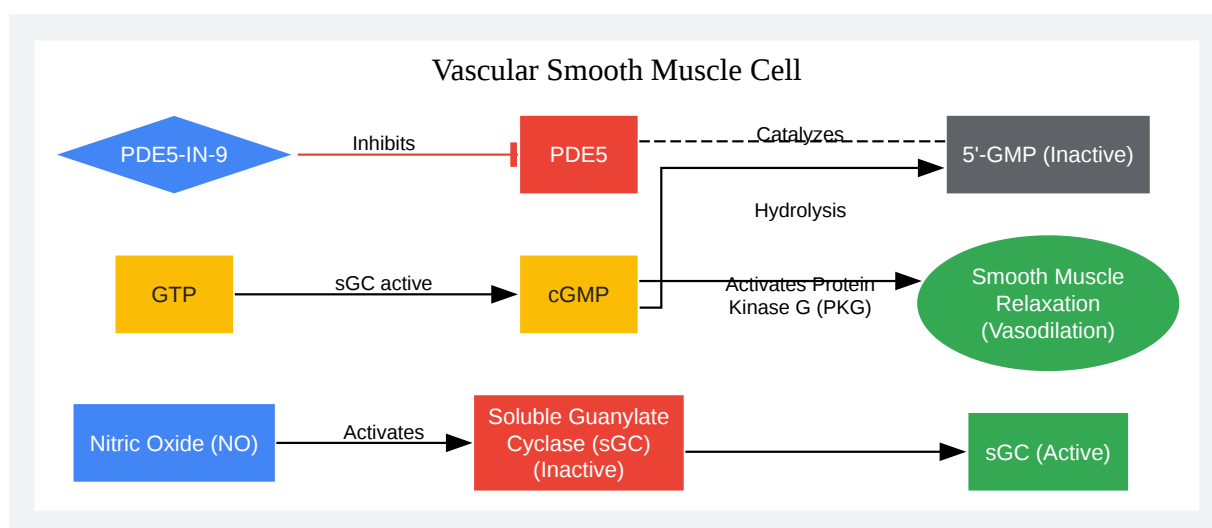 Vascular Smooth Muscle Cell
PDE5-IN-9
Inhibits
PDE5
Catalyzes
5'-GMP (Inactive)
Hydrolysis
GTP
sGC active
cGMP
Activates Protein
Kinase G (PKG)
Smooth Muscle
Relaxation
(Vasodilation)
Nitric Oxide (NO)
Activates
Soluble Guanylate
Cyclase (sGC)
(Inactive)
sGC (Active)